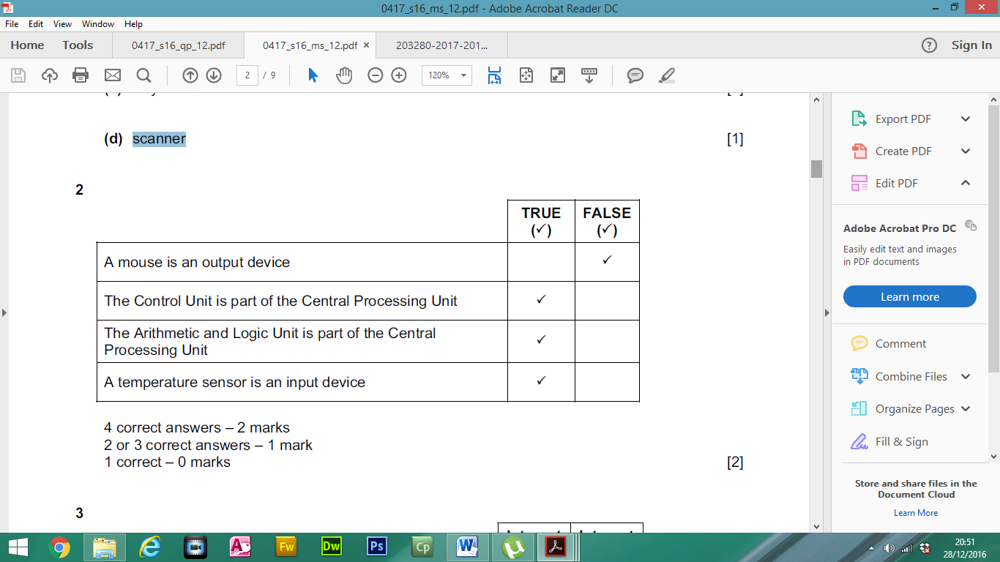 0417_s16_ms_12.pdf - Adobe Acrobat Reader DC
File Edit View Window Help
Home Tools 0417_s16_qp_12.pdf 0417_s16_ms_12.pdf × 203280-2017-201... Sign In
2 / 9 120%
(d) scanner [1]
2
TRUE FALSE
(✓) (✓)
A mouse is an output device ✓
The Control Unit is part of the Central Processing Unit ✓
The Arithmetic and Logic Unit is part of the Central
Processing Unit ✓
A temperature sensor is an input device ✓
4 correct answers – 2 marks
2 or 3 correct answers – 1 mark
1 correct – 0 marks [2]
3
Export PDF
Create PDF
Edit PDF
Adobe Acrobat Pro DC
Easily edit text and images
in PDF documents
Learn more
Comment
Combine Files
Organize Pages
Fill & Sign
Store and share files in the
Document Cloud
Learn More
Fw Dw Ps Cp
20:51
28/12/2016